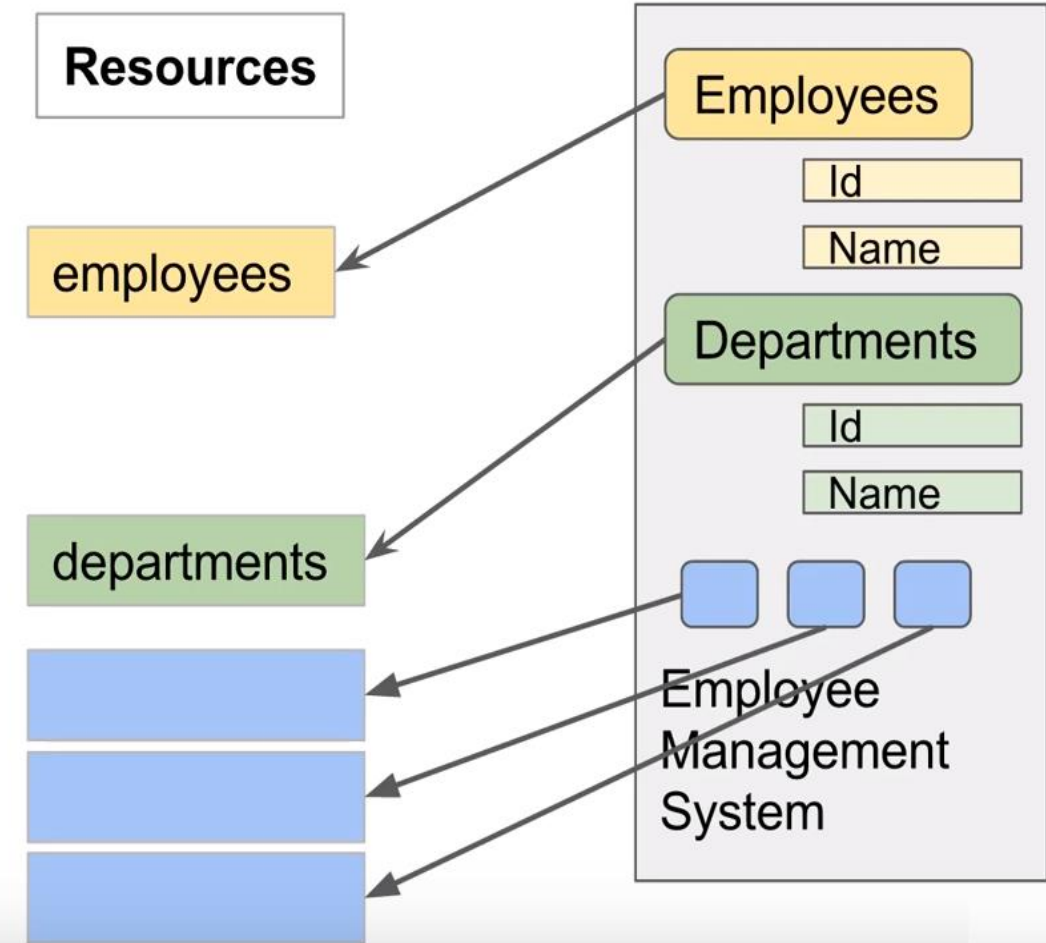 Resources
employees
departments
Employees
Id
Name
Departments
Id
Name
Employee
Management
System